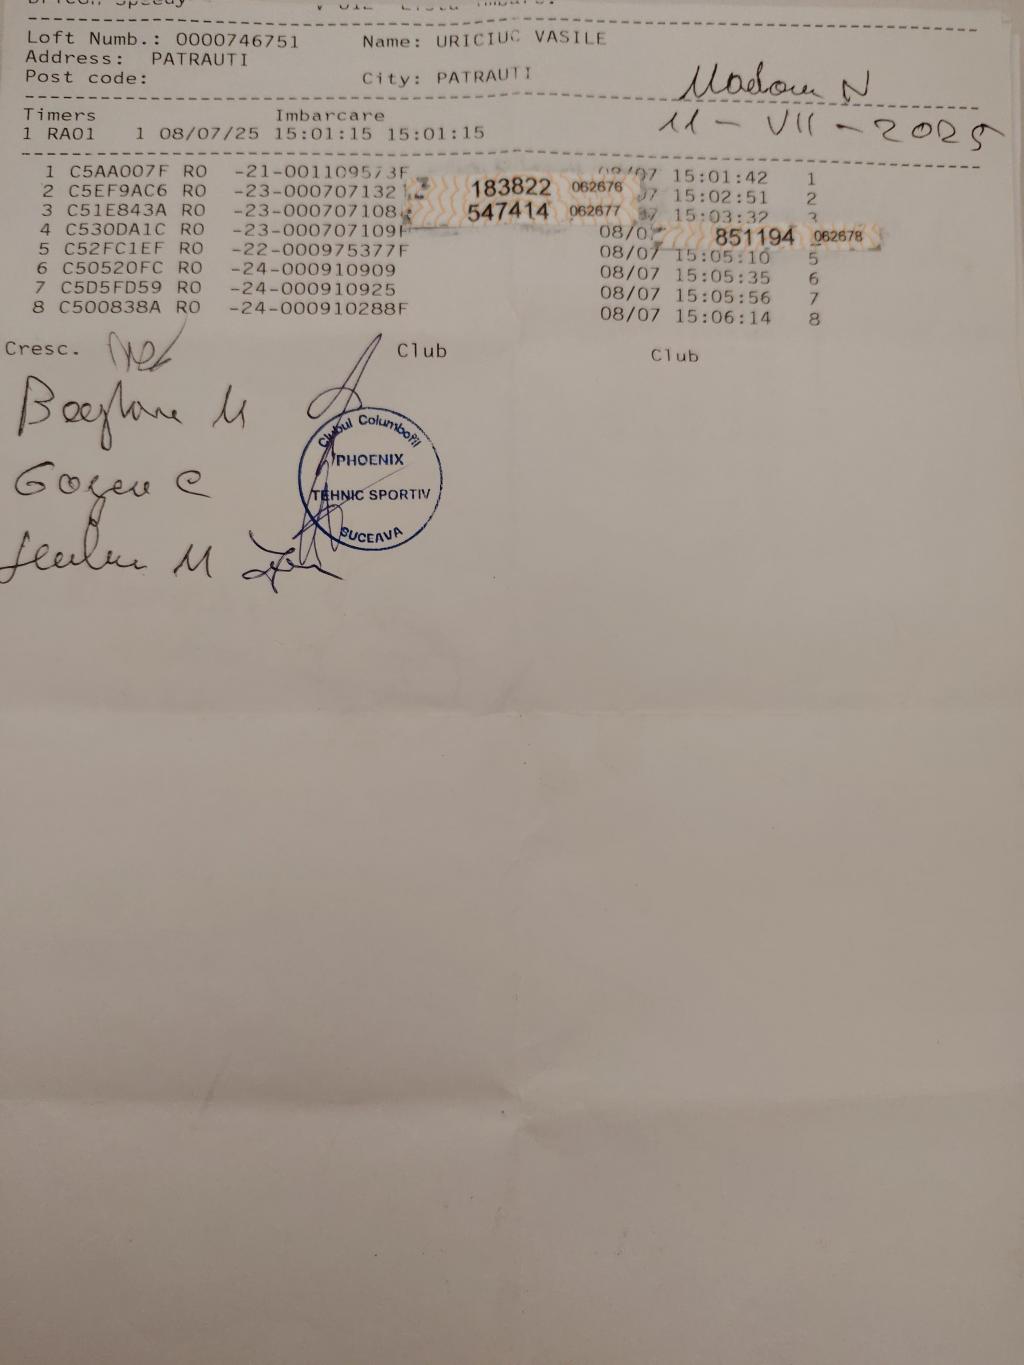 Loft Numb.: 0000746751 Name: URICIUC VASILE
Address: PATRAUTI
Post code: City: PATRAUTI
11-VII-2025
Timers Imbarcare
1 RA01 1 08/07/25 15:01:15 15:01:15
1 C5AA007F RO -21-001109573F 08/07 15:01:42 1
2 C5EF9AC6 RO -23-000707132 183822 062676 07 15:02:51 2
3 C51E843A RO -23-000707108 547414 062677 07 15:03:32 3
4 C530DA1C RO -23-000707109F 08/0 851194 062678
5 C52FC1EF RO -22-000975377F 08/07 15:05:10 5
6 C50520FC RO -24-000910909 08/07 15:05:35 6
7 C5D5FD59 RO -24-000910925 08/07 15:05:56 7
8 C500838A RO -24-000910288F 08/07 15:06:14 8
Cresc. Club Club
Clubul Columbofil
PHOENIX
TEHNIC SPORTIV
SUCEAVA